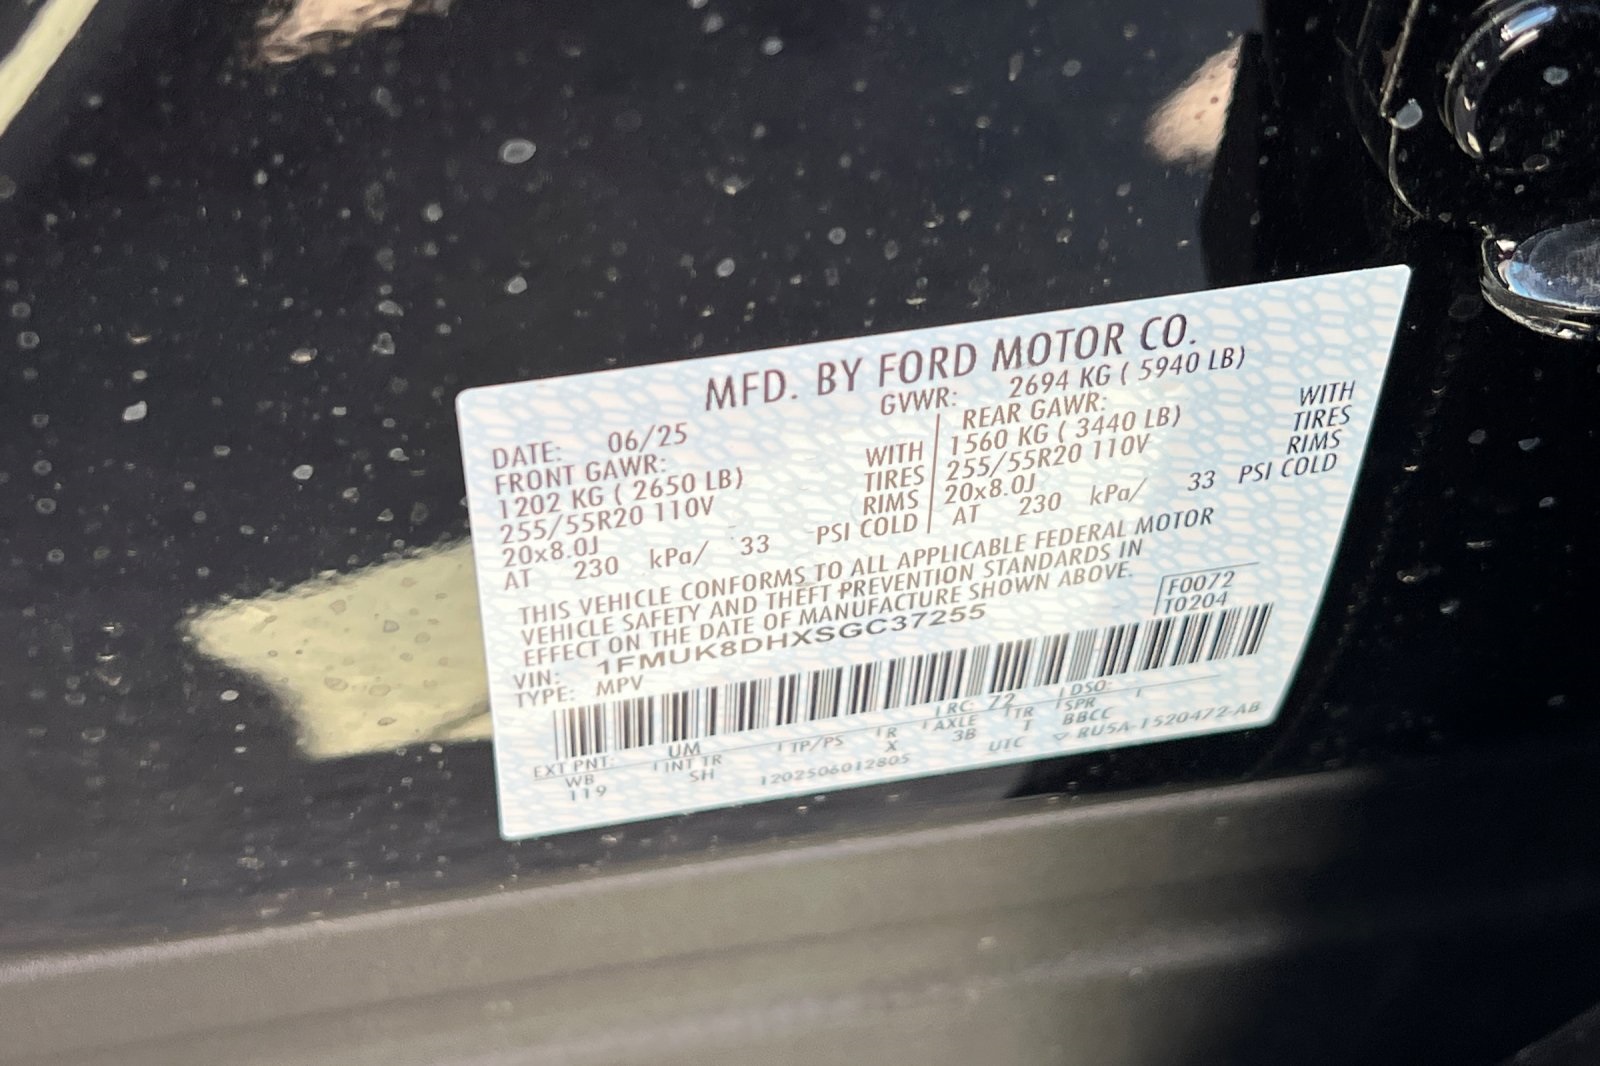 MFD. BY FORD MOTOR CO.
DATE: 06/25 GVWR: 2694 KG ( 5940 LB)
FRONT GAWR: WITH REAR GAWR: WITH
1202 KG ( 2650 LB) TIRES 1560 KG ( 3440 LB) TIRES
255/55R20 110V RIMS 255/55R20 110V RIMS
20x8.0J PSI COLD 20x8.0J PSI COLD
AT 230 kPa/ 33 AT 230 kPa/ 33
THIS VEHICLE CONFORMS TO ALL APPLICABLE FEDERAL MOTOR
VEHICLE SAFETY AND THEFT PREVENTION STANDARDS IN
EFFECT ON THE DATE OF MANUFACTURE SHOWN ABOVE.
VIN: 1FMUK8DHXSGC37255 F0072
TYPE: MPV T0204
EXT PNT: UM RC: 72 DSO:
WB INT TR TP/PS R AXLE TR SPR
119 SH X 3B T BBCC
1202506012805 UTC ▽ RU5A-1520472-AB